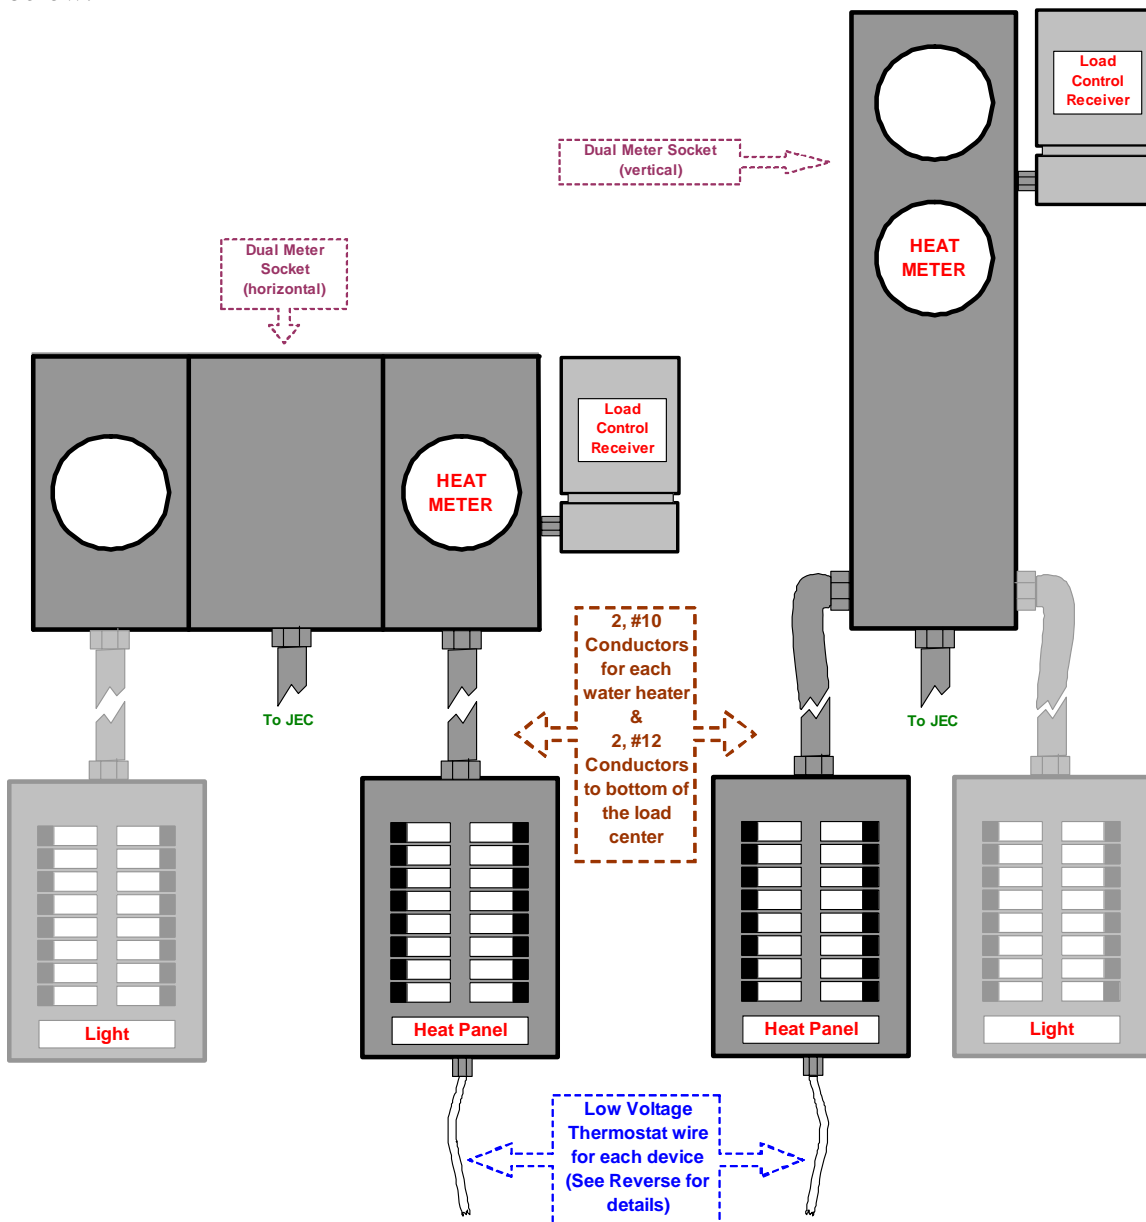 Load
Control
Receiver
Dual Meter Socket
(vertical)
HEAT
METER
Dual Meter
Socket
(horizontal)
Load
Control
Receiver
HEAT
METER
2, #10
Conductors
for each
water heater
&
2, #12
Conductors
to bottom of
the load
center
To JEC
To JEC
Light
Heat Panel
Heat Panel
Light
Low Voltage
Thermostat wire
for each device
(See Reverse for
details)